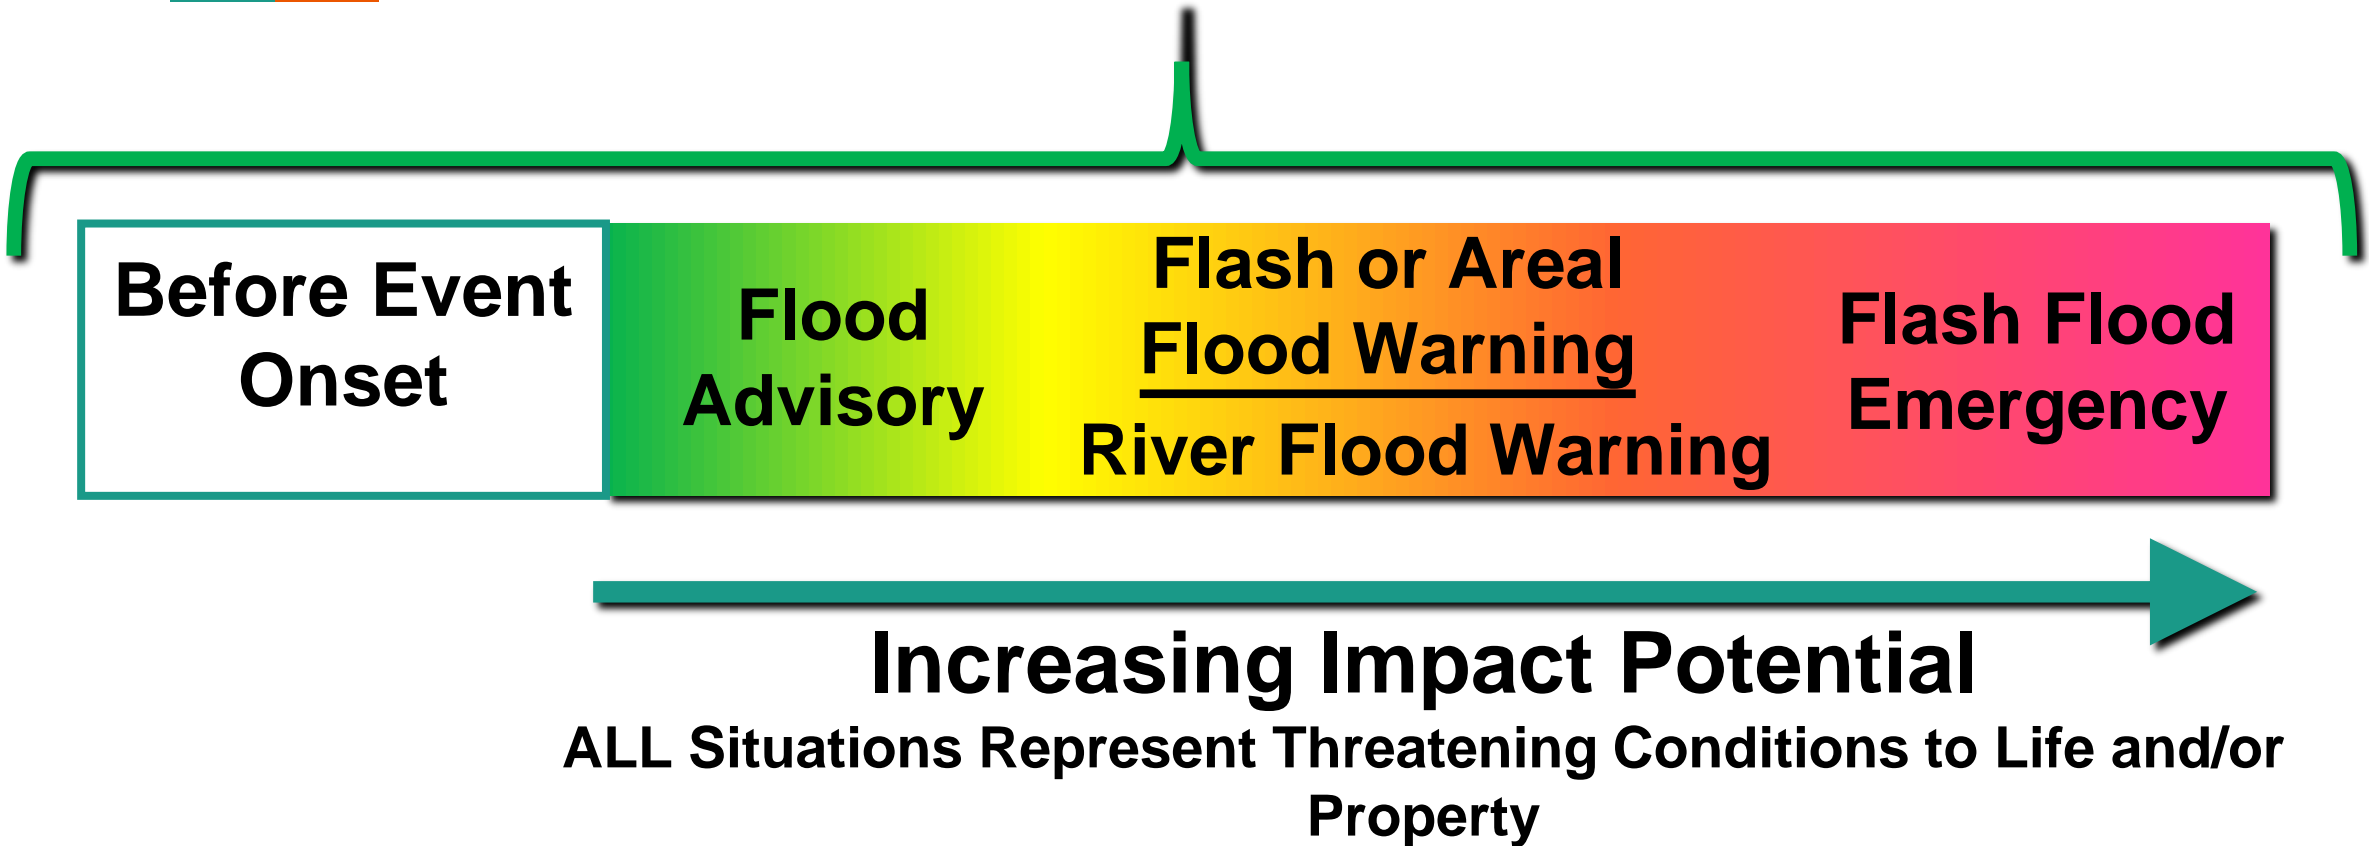 Before Event
Onset
Flood
Advisory
Flash or Areal
Flood Warning
River Flood Warning
Flash Flood
Emergency
Increasing Impact Potential
ALL Situations Represent Threatening Conditions to Life and/or
Property